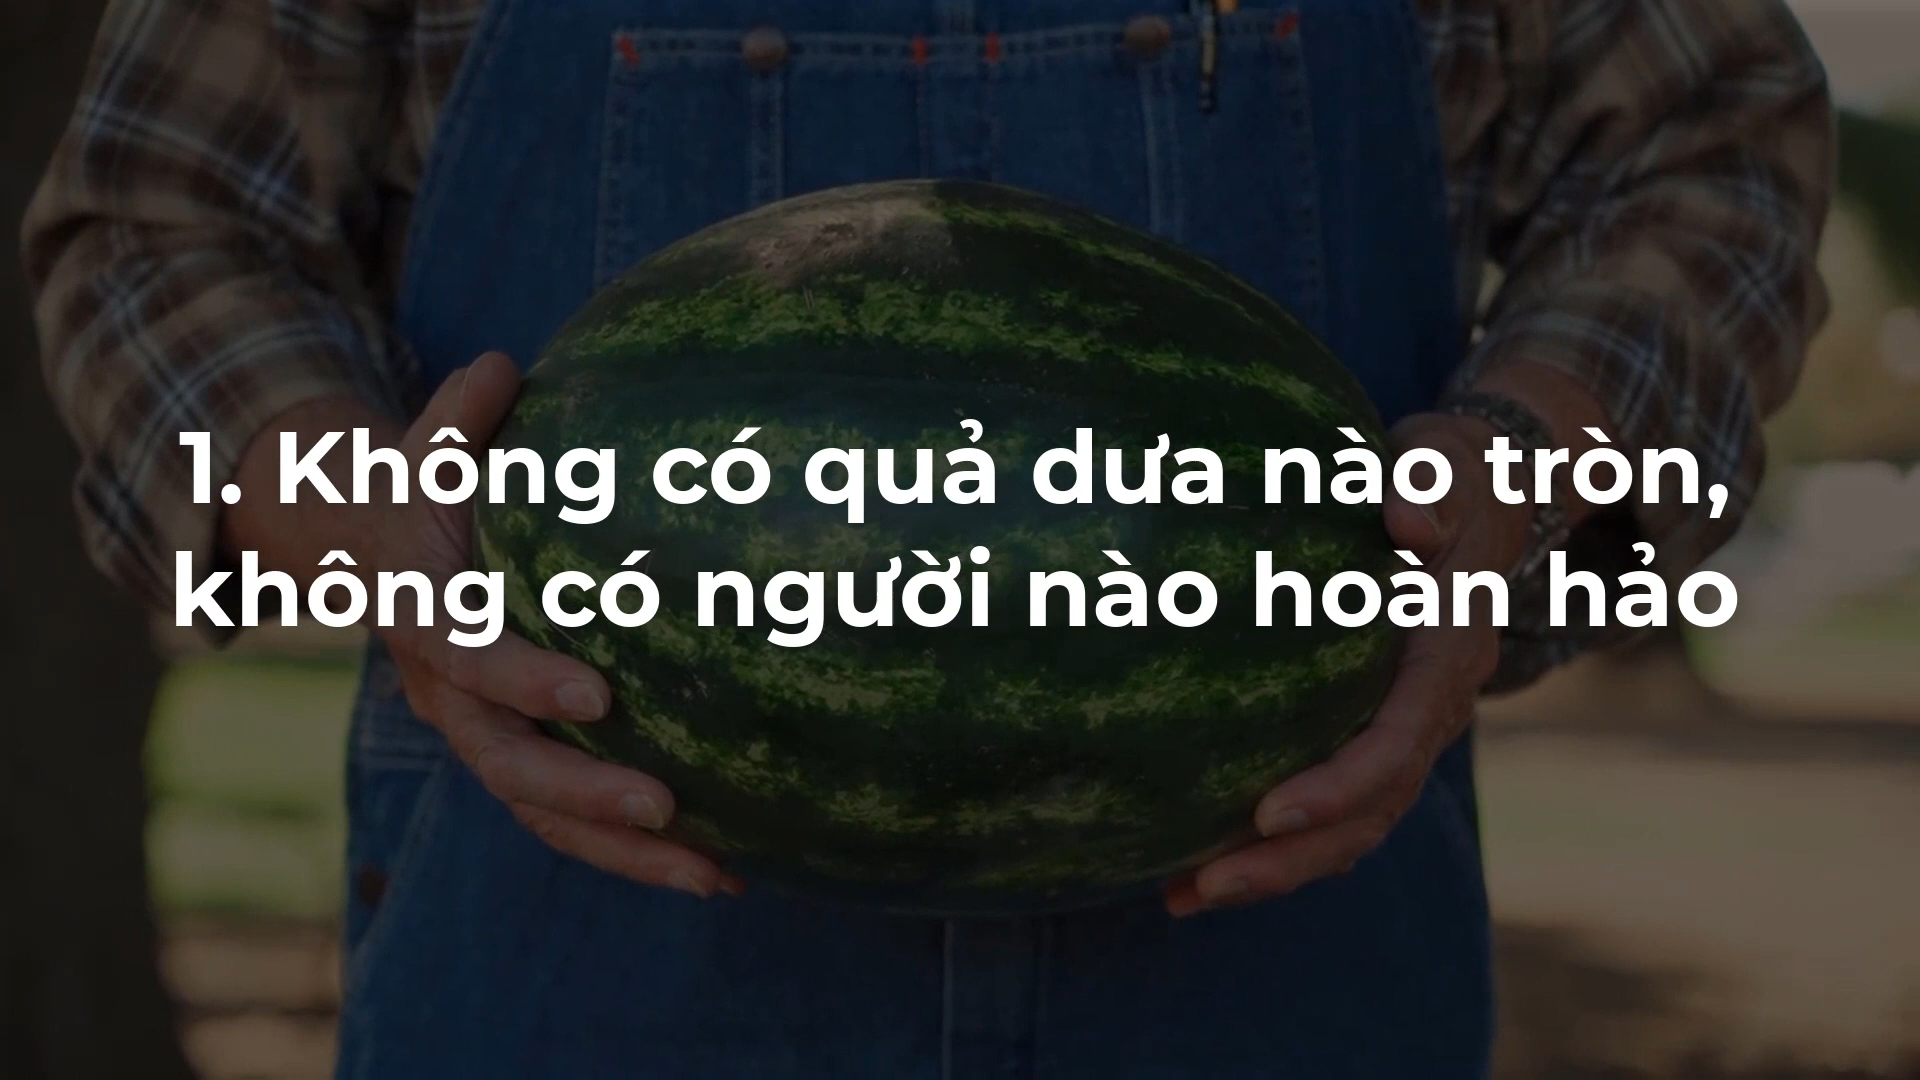 1. Không có quả dưa nào tròn,
không có người nào hoàn hảo